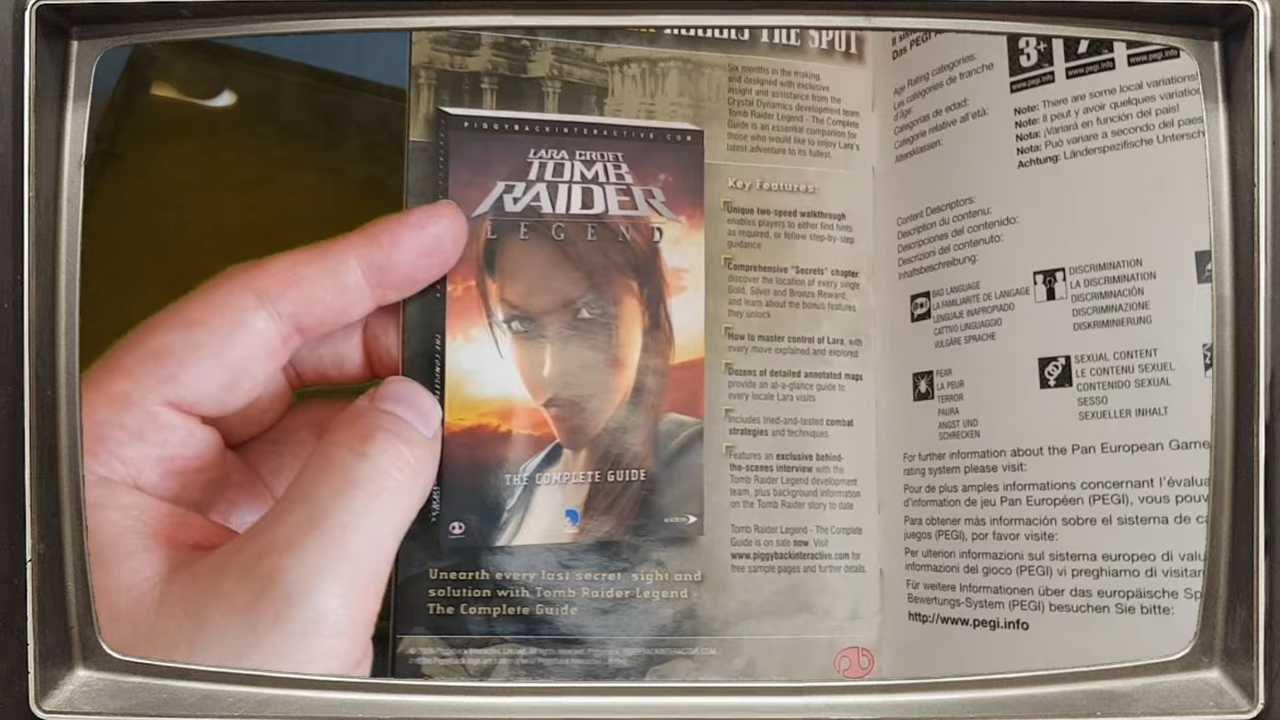 THE SPOT
Six months in the making,
and designed with exclusive
insight and assistance from the
Crystal Dynamics development team,
Tomb Raider Legend - The Complete
Guide is an essential companion for
those who would like to enjoy Lara's
latest adventure to its fullest.
PIGGYBACKINTERACTIVE.COM
LARA CROFT
TOMB
RAIDER
LEGEND
THE COMPLETE GUIDE
eidos
Key Features:
Unique two-speed walkthrough
enables players to either find hints
as required, or follow step-by-step
guidance
Comprehensive "Secrets" chapter:
discover the location of every single
Gold, Silver and Bronze Reward,
and learn about the bonus features
they unlock
How to master control of Lara, with
every move explained and explored
Dozens of detailed annotated maps
provide an at-a-glance guide to
every locale Lara visits
Includes tried-and-tested combat
strategies and techniques
Features an exclusive behind-
the-scenes interview with the
Tomb Raider Legend development
team, plus background information
on the Tomb Raider story to date
Tomb Raider Legend - The Complete
Guide is on sale now. Visit
www.piggybackinteractive.com for
free sample pages and further details.
Unearth every last secret, sight and
solution with Tomb Raider Legend -
The Complete Guide
Das PEGI
3+
www.pegi.info
7
www.pegi.info
www.pegi.info
Age Rating categories:
Les catégories de tranche
d'âge:
Categorías de edad:
Categorie relative all'età:
Altersklassen:
Note: There are some local variations!
Note: Il peut y avoir quelques variation
Nota: ¡Variará en función del país!
Nota: Può variare a secondo del paes
Achtung: Länderspezifische Untersch
Content Descriptors:
Description du contenu:
Descripciones del contenido:
Descrizioni del contenuto:
Inhaltsbeschreibung:
BAD LANGUAGE
LA FAMILIARITÉ DE LANGAGE
LENGUAJE INAPROPIADO
CATTIVO LINGUAGGIO
VULGÄRE SPRACHE
DISCRIMINATION
LA DISCRIMINATION
DISCRIMINACIÓN
DISCRIMINAZIONE
DISKRIMINIERUNG
FEAR
LA PEUR
TERROR
PAURA
ANGST UND
SCHRECKEN
SEXUAL CONTENT
LE CONTENU SEXUEL
CONTENIDO SEXUAL
SESSO
SEXUELLER INHALT
For further information about the Pan European Game
rating system please visit:
Pour de plus amples informations concernant l'évalua
d'information de jeu Pan Européen (PEGI), vous pouv
Para obtener más información sobre el sistema de ca
juegos (PEGI), por favor visite:
Per ulteriori informazioni sul sistema europeo di valu
informazioni del gioco (PEGI) vi preghiamo di visitar
Für weitere Informationen über das europäische Sp
Bewertungs-System (PEGI) besuchen Sie bitte:
http://www.pegi.info